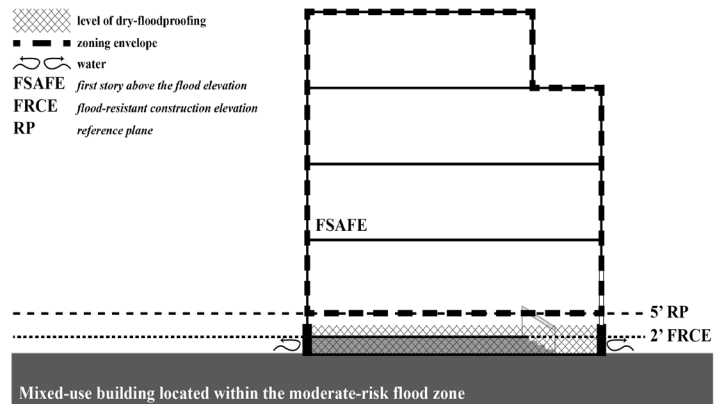 level of dry-floodproofing
zoning envelope
water
FSAFE first story above the flood elevation
FRCE flood-resistant construction elevation
RP reference plane
FSAFE
5’ RP
2’ FRCE
Mixed-use building located within the moderate-risk flood zone